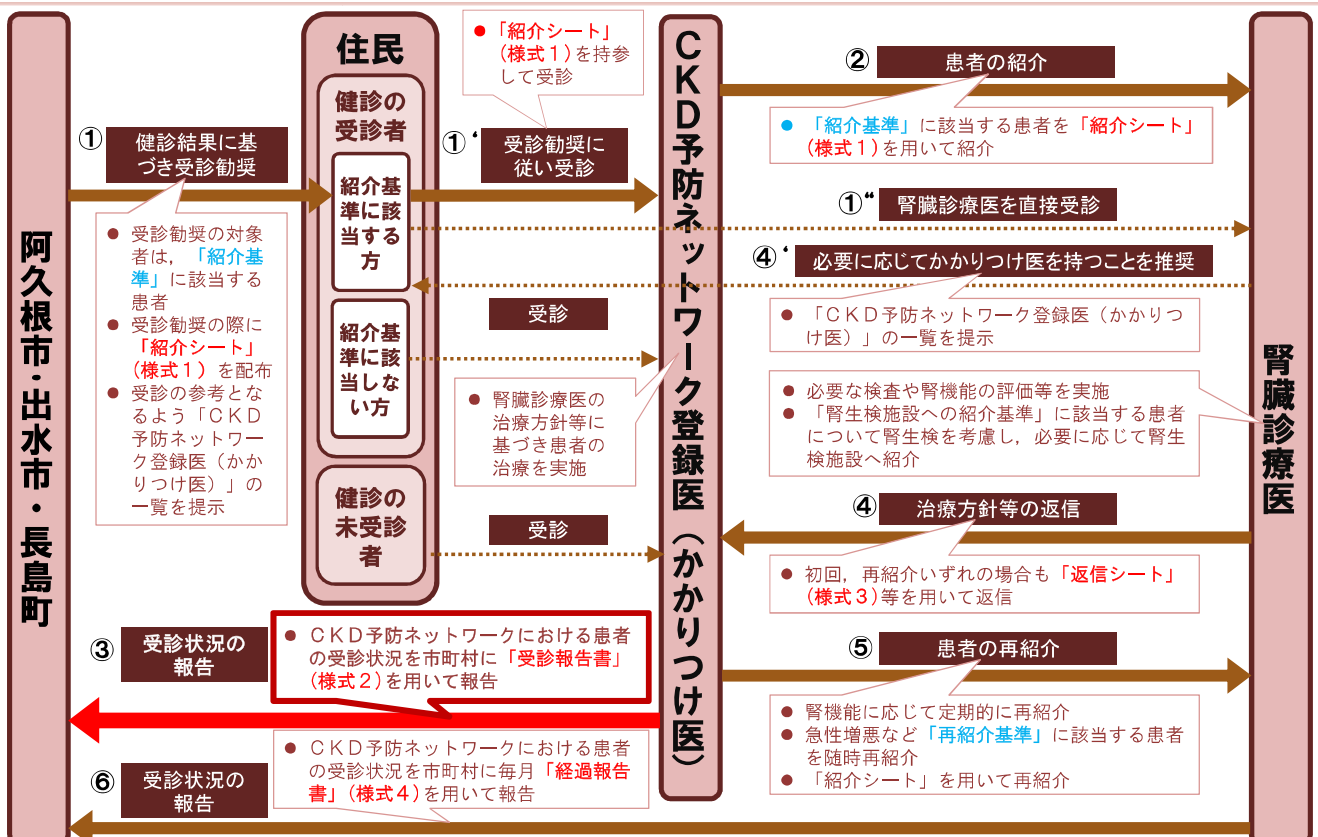 阿久根市・出水市・長島町
①
健診結果に基
づき受診勧奨
● 受診勧奨の対象
者は，「紹介基
準」に該当する
患者
● 受診勧奨の際に
「紹介シート」
(様式１) を配布
● 受診の参考とな
るよう「ＣＫＤ
予防ネットワー
ク登録医（かか
りつけ医）」の
一覧を提示
住民
健診の
受診者
紹介基
準に該
当する
方
紹介基
準に該
当しな
い方
健診の
未受診
者
● 「紹介シート」
(様式１)を持参
して受診
①‘
受診勧奨に
従い受診
受診
● 腎臓診療医の
治療方針等に
基づき患者の
治療を実施
受診
ＣＫＤ予防ネットワーク登録医（かかりつけ医）
②
患者の紹介
● 「紹介基準」に該当する患者を「紹介シート」
(様式１)を用いて紹介
①“
腎臓診療医を直接受診
④‘
必要に応じてかかりつけ医を持つことを推奨
● 「ＣＫＤ予防ネットワーク登録医（かかりつ
け医）」の一覧を提示
● 必要な検査や腎機能の評価等を実施
● 「腎生検施設への紹介基準」に該当する患者
について腎生検を考慮し，必要に応じて腎生
検施設へ紹介
④
治療方針等の返信
● 初回，再紹介いずれの場合も「返信シート」
(様式３)等を用いて返信
⑤
患者の再紹介
● 腎機能に応じて定期的に再紹介
● 急性増悪など「再紹介基準」に該当する患者
を随時再紹介
● 「紹介シート」を用いて再紹介
腎臓診療医
③
受診状況の
報告
● ＣＫＤ予防ネットワークにおける患者
の受診状況を市町村に「受診報告書」
(様式２)を用いて報告
⑥
受診状況の
報告
● ＣＫＤ予防ネットワークにおける患者
の受診状況を市町村に毎月「経過報告
書」(様式４)を用いて報告